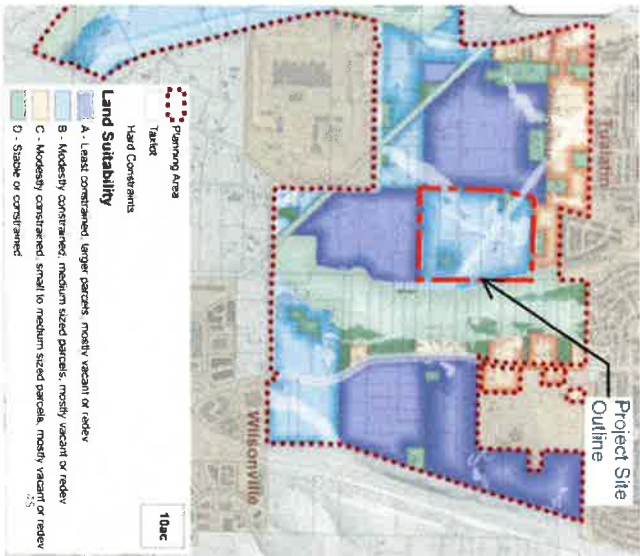 Tualatin
Project Site
Outline
Wilsonville
10ac
Planning Area
Taxlot
Hard Constraints
Land Suitability
A - Least constrained, larger parcels, mostly vacant or redev
B - Modestly constrained, medium sized parcels, mostly vacant or redev
C - Modestly constrained, small to medium sized parcels, mostly vacant or redev
D - Stable or constrained